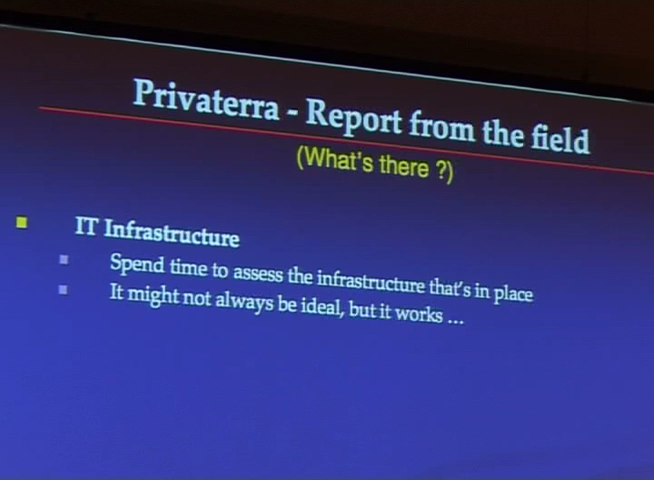 Privaterra - Report from the field
(What's there ?)
IT Infrastructure
Spend time to assess the infrastructure that's in place
It might not always be ideal, but it works ...